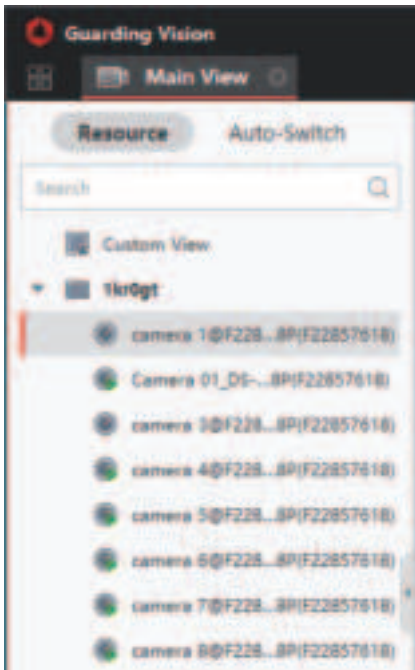 Guarding Vision
Main View
Resource Auto-Switch
Search
Custom View
1kr0gt
camera 1@F228...8P(F22857618)
Camera 01_DS-...8P(F22857618)
camera 3@F228...8P(F22857618)
camera 4@F228...8P(F22857618)
camera 5@F228...8P(F22857618)
camera 6@F228...8P(F22857618)
camera 7@F228...8P(F22857618)
camera 8@F228...8P(F22857618)